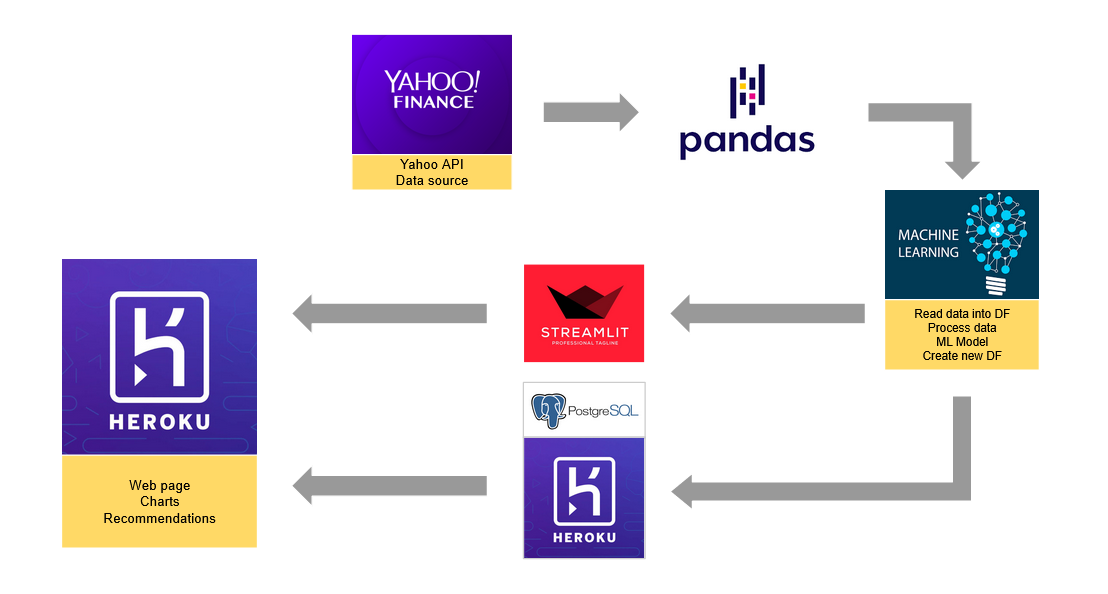 YAHOO!
FINANCE
Yahoo API
Data source
pandas
MACHINE
LEARNING
Read data into DF
Process data
ML Model
Create new DF
STREAMLIT
PROFESSIONAL TAGLINE
HEROKU
Web page
Charts
Recommendations
PostgreSQL
HEROKU